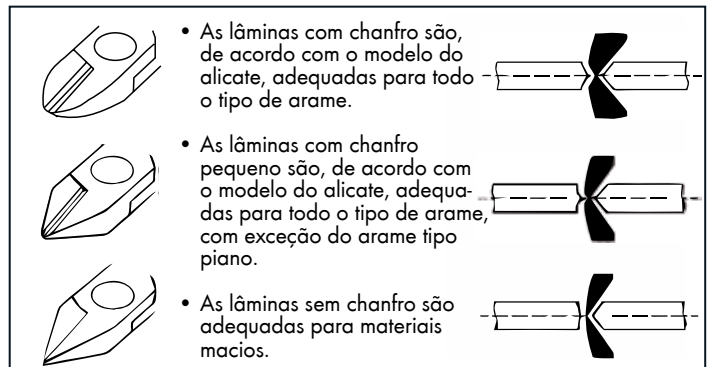 • As lâminas com chanfro são,
de acordo com o modelo do
alicate, adequadas para todo
o tipo de arame.
• As lâminas com chanfro
pequeno são, de acordo com
o modelo do alicate, adequa-
das para todo o tipo de arame,
com exceção do arame tipo
piano.
• As lâminas sem chanfro são
adequadas para materiais
macios.